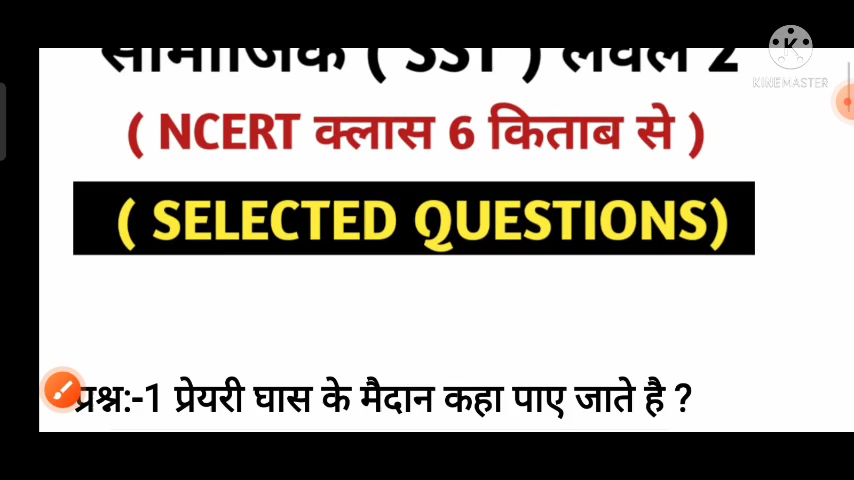 सामाजिक ( SST ) लेवल 2
KINEMASTER
( NCERT क्लास 6 किताब से )
( SELECTED QUESTIONS)
प्रश्न:-1 प्रेयरी घास के मैदान कहा पाए जाते है ?